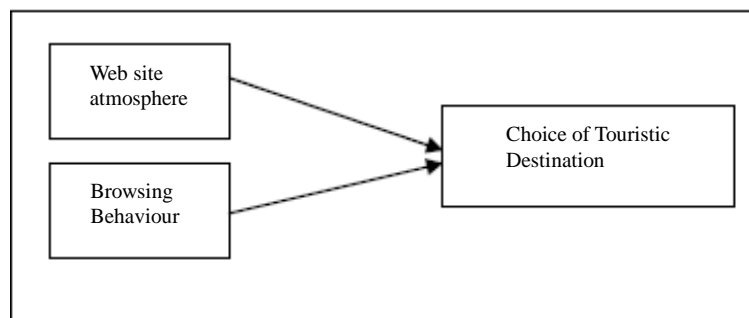 Web site
atmosphere
Choice of Touristic
Destination
Browsing
Behaviour